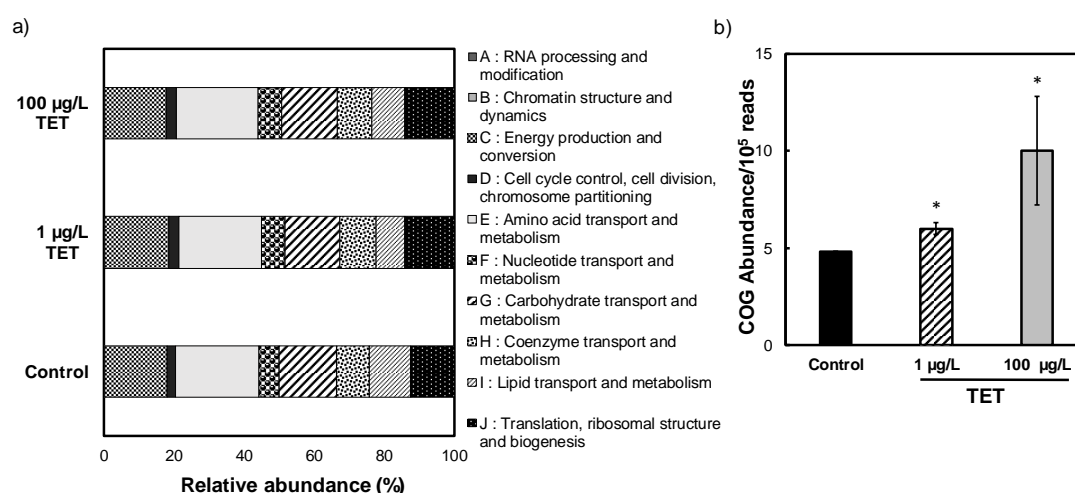 a)
100 µg/L
TET
1 µg/L
TET
Control
0 20 40 60 80 100
Relative abundance (%)
A : RNA processing and
modification
B : Chromatin structure and
dynamics
C : Energy production and
conversion
D : Cell cycle control, cell division,
chromosome partitioning
E : Amino acid transport and
metabolism
F : Nucleotide transport and
metabolism
G : Carbohydrate transport and
metabolism
H : Coenzyme transport and
metabolism
I : Lipid transport and metabolism
J : Translation, ribosomal structure
and biogenesis
b)
COG Abundance/10⁵ reads
15
10
5
0
*
*
Control 1 µg/L 100 µg/L
TET